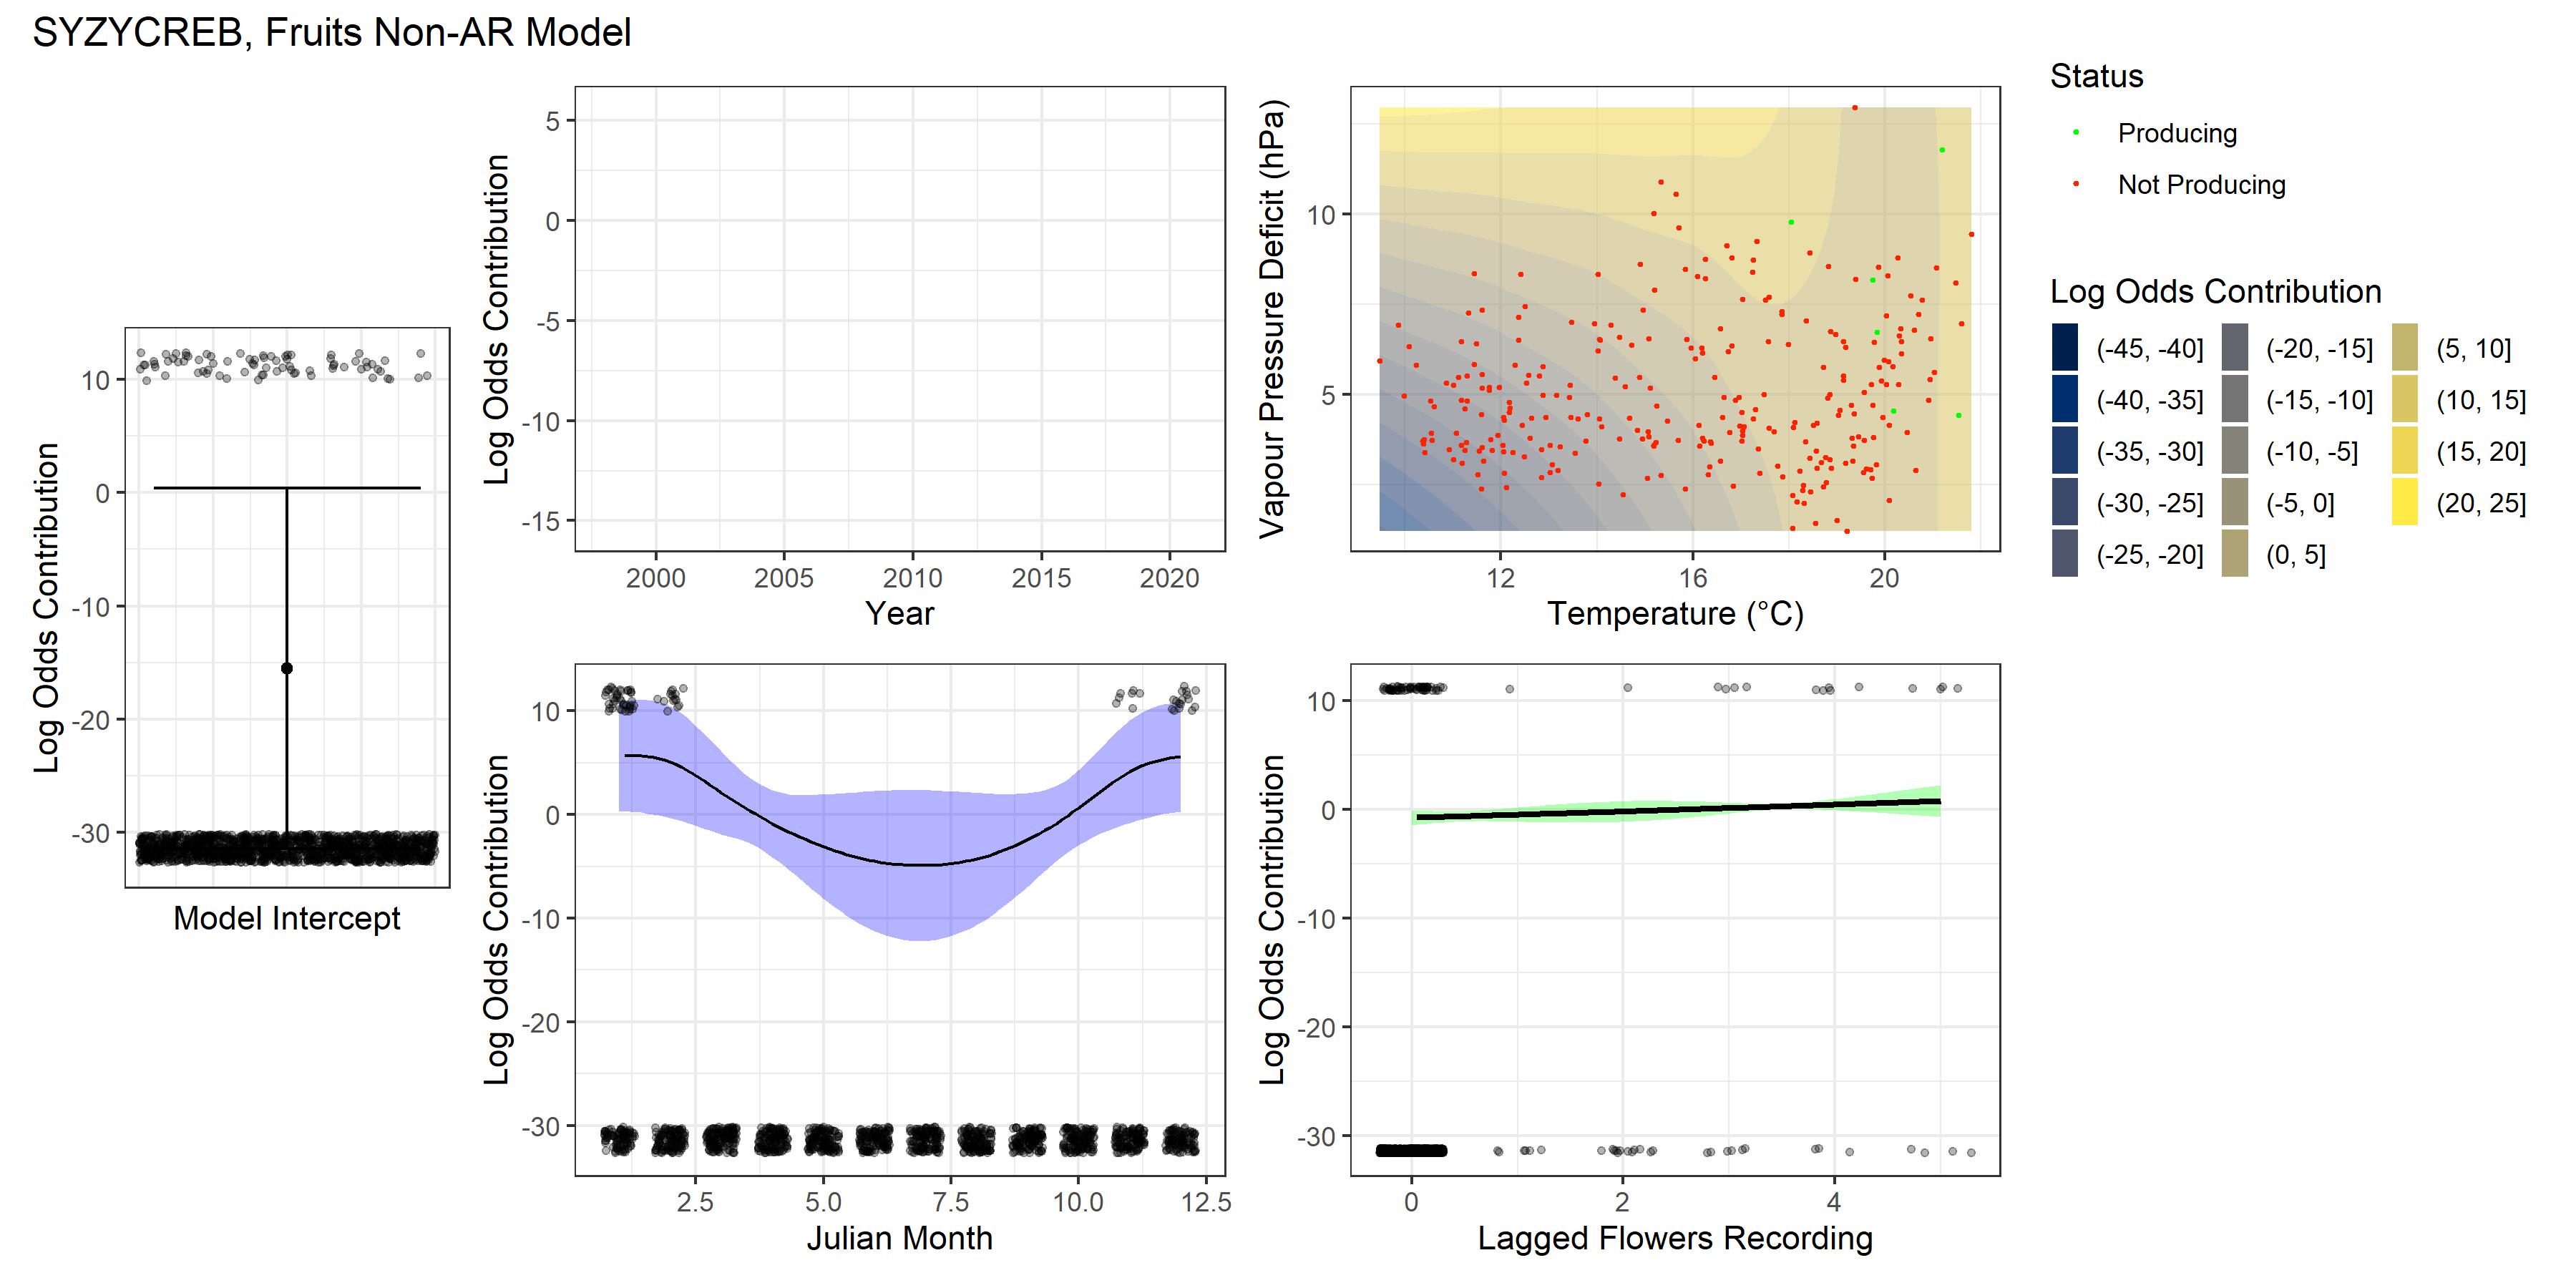 SYZYCREB, Fruits Non-AR Model
Log Odds Contribution
10
0
-10
-20
-30
Model Intercept
Log Odds Contribution
5
0
-5
-10
-15
2000 2005 2010 2015 2020
Year
Vapour Pressure Deficit (hPa)
10
5
12 16 20
Temperature (°C)
Status
Producing
Not Producing
Log Odds Contribution
(-45, -40] (-20, -15] (5, 10]
(-40, -35] (-15, -10] (10, 15]
(-35, -30] (-10, -5] (15, 20]
(-30, -25] (-5, 0] (20, 25]
(-25, -20] (0, 5]
Log Odds Contribution
10
0
-10
-20
-30
2.5 5.0 7.5 10.0 12.5
Julian Month
Log Odds Contribution
10
0
-10
-20
-30
0 2 4
Lagged Flowers Recording